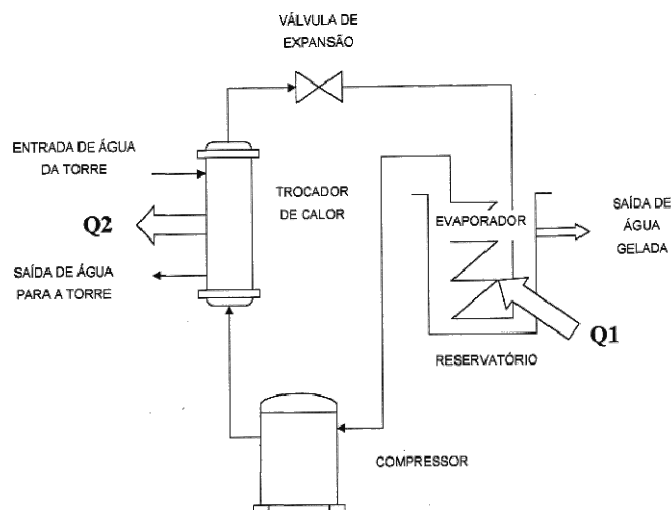 VÁLVULA DE
EXPANSÃO
ENTRADA DE ÁGUA
DA TORRE
TROCADOR
DE CALOR
Q2
SAÍDA DE ÁGUA
PARA A TORRE
EVAPORADOR
SAÍDA DE
ÁGUA
GELADA
Q1
RESERVATÓRIO
COMPRESSOR